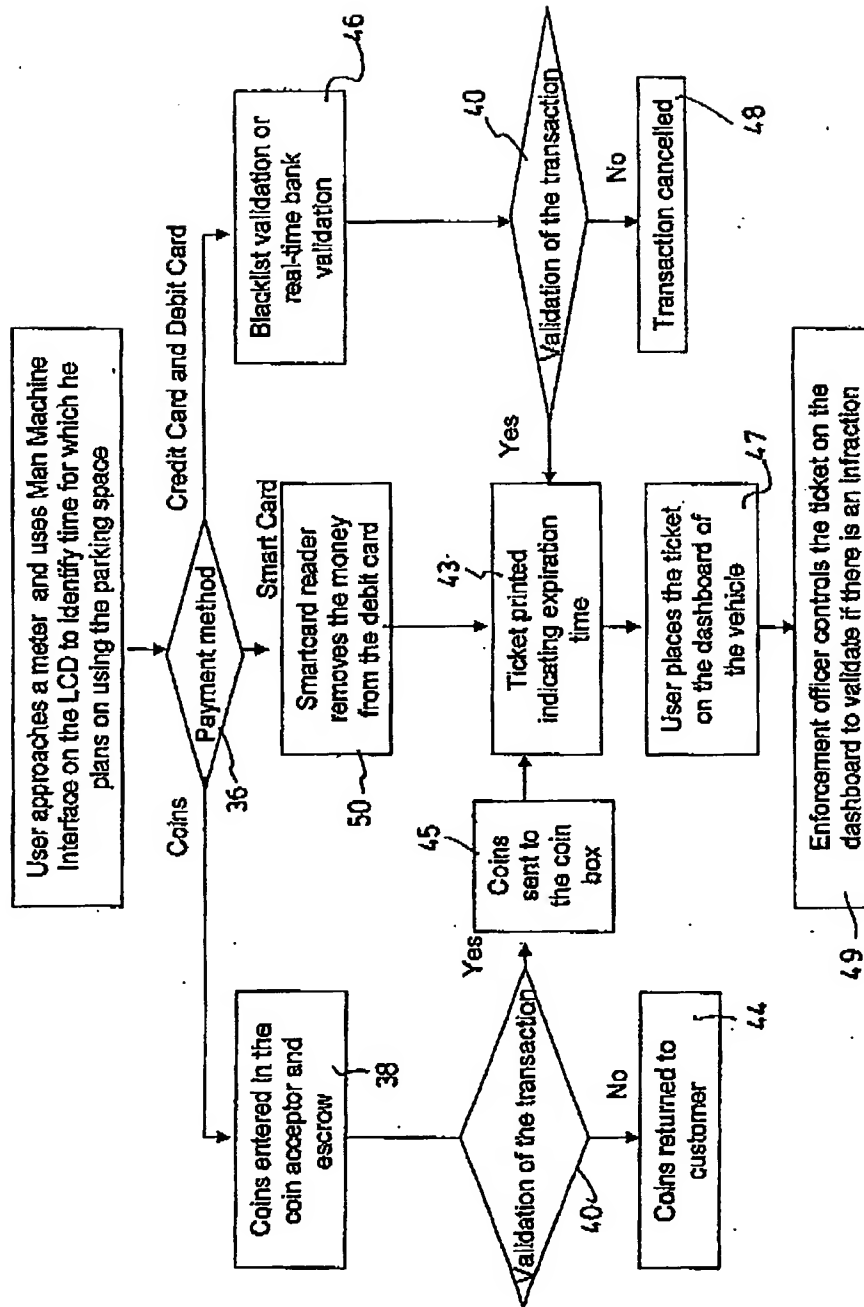 User approaches a meter and uses Man Machine
Interface on the LCD to Identify time for which he
plans on using the parking space
Payment method
36
Coins
Smart Card
Credit Card and Debit Card
Coins entered in the
coin acceptor and
escrow
38
Smartcard reader
removes the money
from the debit card
50
Blacklist validation or
real-time bank
validation
46
Validation of the transaction
40
Yes
No
Coins
sent to
the coin
box
45
Coins returned to
customer
44
Ticket printed
indicating expiration
time
43
Validation of the transaction
40
Yes
No
Transaction cancelled
48
User places the ticket
on the dashboard of
the vehicle
47
Enforcement officer controls the ticket on the
dashboard to validate if there is an Infraction
49